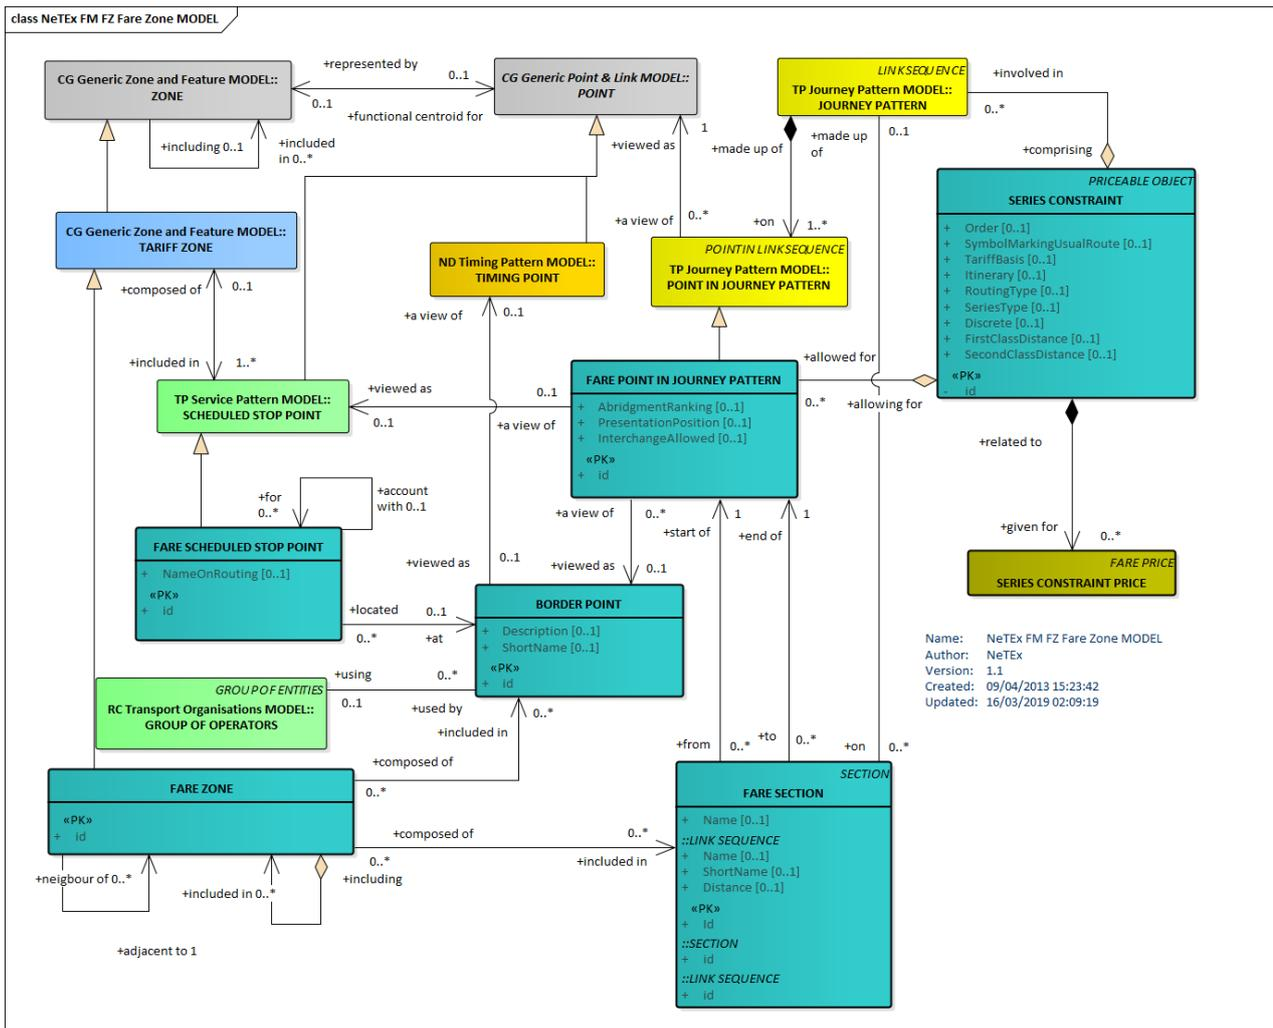 class NeTEx FM FZ Fare Zone MODEL
CG Generic Zone and Feature MODEL::
ZONE
+represented by
0..1
0..1
+functional centroid for
CG Generic Point & Link MODEL::
POINT
LINK SEQUENCE
TP Journey Pattern MODEL::
JOURNEY PATTERN
+involved in
0..*
+comprising
+including 0..1
+included
in 0..*
+viewed as
1
+made up of
+made up
of
0..1
PRICEABLE OBJECT
SERIES CONSTRAINT
+ Order [0..1]
+ SymbolMarkingUsualRoute [0..1]
+ TariffBasis [0..1]
+ Itinerary [0..1]
+ RoutingType [0..1]
+ SeriesType [0..1]
+ Discrete [0..1]
+ FirstClassDistance [0..1]
+ SecondClassDistance [0..1]
«PK»
- id
CG Generic Zone and Feature MODEL::
TARIFF ZONE
+a view of
0..*
+on
1..*
ND Timing Pattern MODEL::
TIMING POINT
POINT IN LINK SEQUENCE
TP Journey Pattern MODEL::
POINT IN JOURNEY PATTERN
+composed of
0..1
+a view of
0..1
+included in
1..*
TP Service Pattern MODEL::
SCHEDULED STOP POINT
+viewed as
0..1
0..1
+a view of
FARE POINT IN JOURNEY PATTERN
+ AbridgmentRanking [0..1]
+ PresentationPosition [0..1]
+ InterchangeAllowed [0..1]
«PK»
+ id
+allowed for
0..*
+allowing for
+related to
+given for
0..*
+for
0..*
+account
with 0..1
+a view of
0..*
+start of
1
+end of
1
FARE SCHEDULED STOP POINT
+ NameOnRouting [0..1]
«PK»
+ id
+viewed as
0..1
+viewed as
0..1
FARE PRICE
SERIES CONSTRAINT PRICE
+located
0..1
0..*
+at
BORDER POINT
+ Description [0..1]
+ ShortName [0..1]
«PK»
+ id
Name: NeTEx FM FZ Fare Zone MODEL
Author: NeTEx
Version: 1.1
Created: 09/04/2013 15:23:42
Updated: 16/03/2019 02:09:19
GROUP OF ENTITIES
RC Transport Organisations MODEL::
GROUP OF OPERATORS
+using
0..*
0..1
+used by
+included in
0..*
+composed of
0..*
+from
0..*
+to
0..*
+on
0..*
FARE ZONE
«PK»
+ id
+composed of
0..*
0..*
+included in
+neigbour of 0..*
+included in 0..*
+including
+adjacent to 1
SECTION
FARE SECTION
+ Name [0..1]
::LINK SEQUENCE
+ Name [0..1]
+ ShortName [0..1]
+ Distance [0..1]
«PK»
+ Id
::SECTION
+ id
::LINK SEQUENCE
+ id